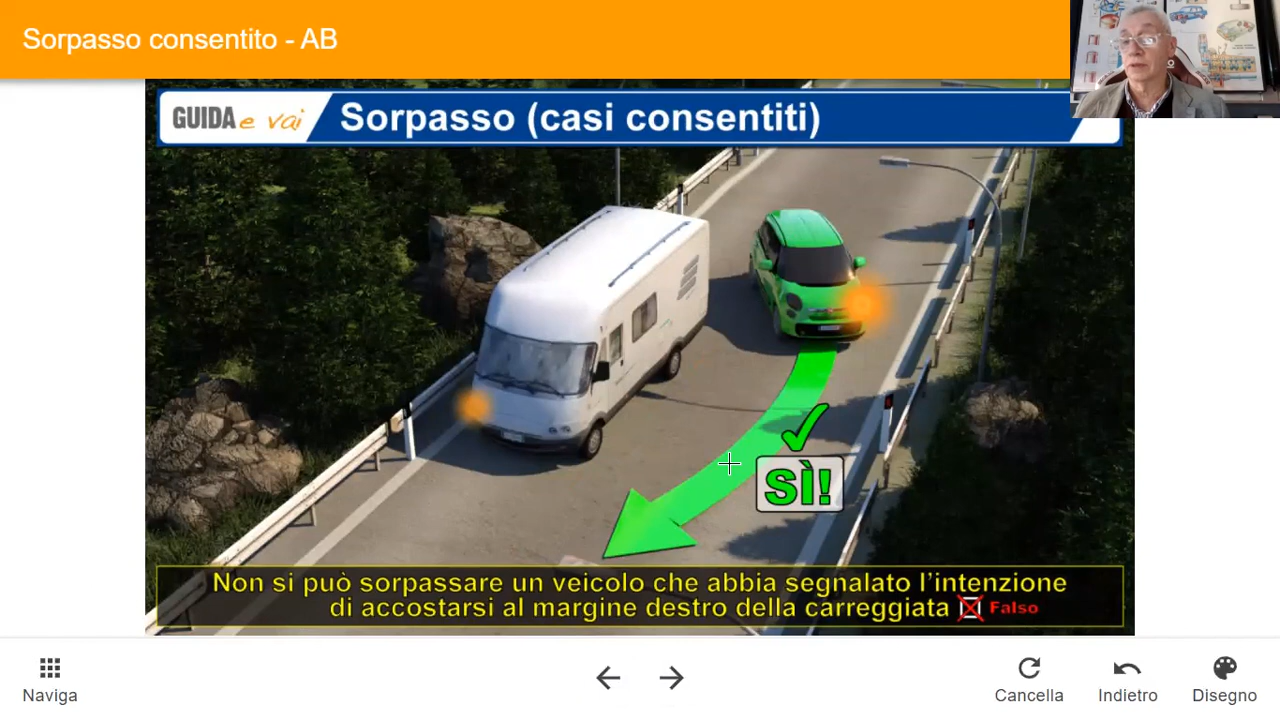 Sorpasso consentito - AB
GUIDA e vai
Sorpasso (casi consentiti)
SÌ!
Non si può sorpassare un veicolo che abbia segnalato l'intenzione
di accostarsi al margine destro della carreggiata Falso
Naviga
Cancella
Indietro
Disegno